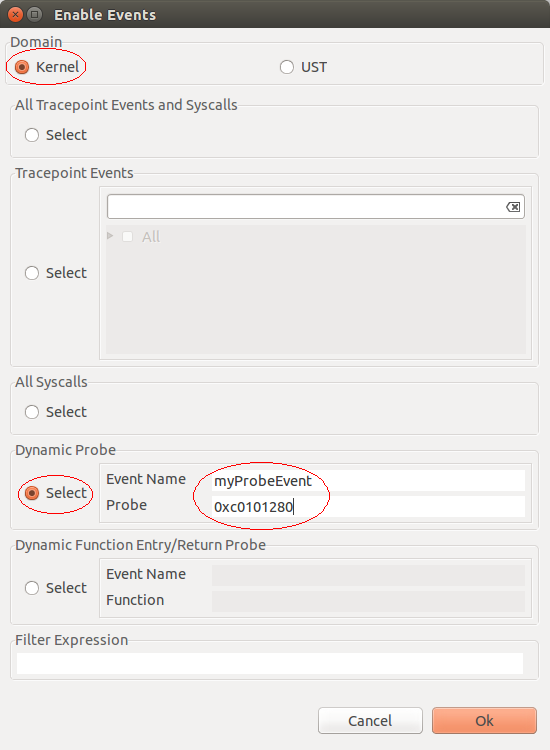 Enable Events
Domain
Kernel UST
All Tracepoint Events and Syscalls
Select
Tracepoint Events
All
Select
All Syscalls
Select
Dynamic Probe
Event Name myProbeEvent
Select
Probe 0xc0101280
Dynamic Function Entry/Return Probe
Event Name
Select
Function
Filter Expression
Cancel Ok